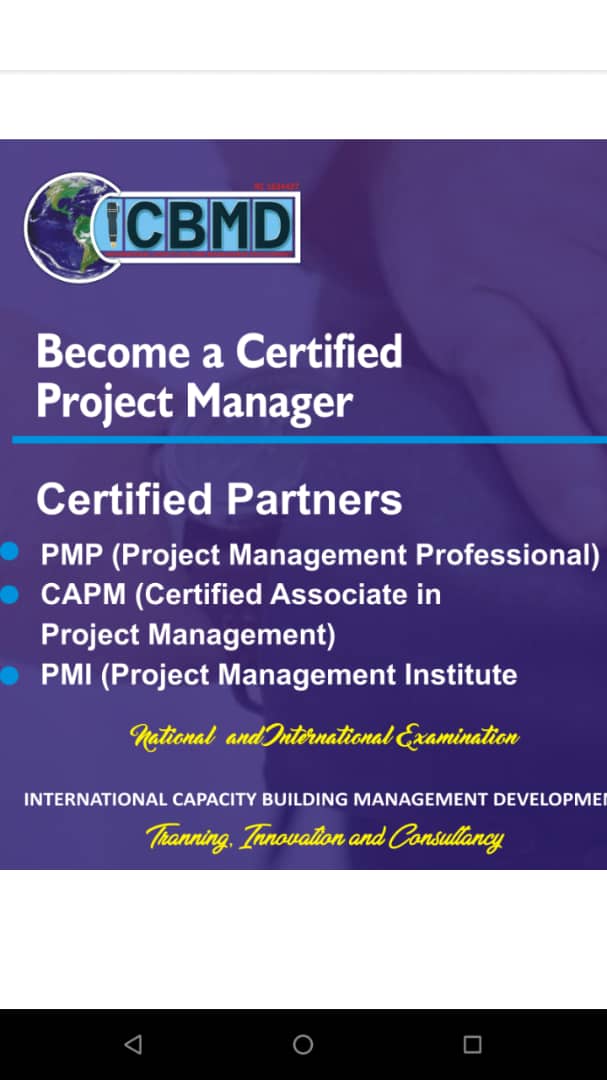 ICBMD
Become a Certified
Project Manager
Certified Partners
PMP (Project Management Professional)
CAPM (Certified Associate in
Project Management)
PMI (Project Management Institute
National and International Examination
INTERNATIONAL CAPACITY BUILDING MANAGEMENT DEVELOPMEN
Tranning, Innovation and Consultancy